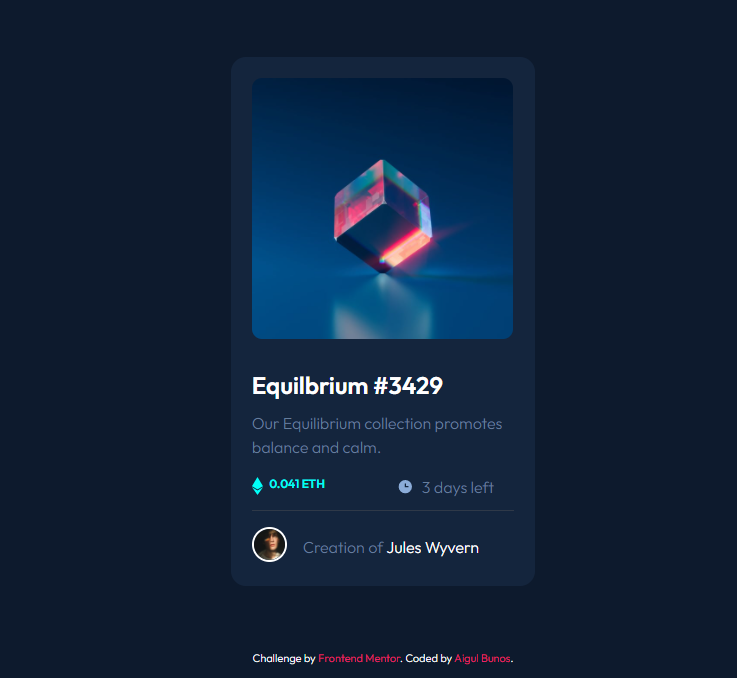 Equilbrium #3429
Our Equilibrium collection promotes
balance and calm.
0.041 ETH 3 days left
Creation of Jules Wyvern
Challenge by Frontend Mentor. Coded by Aigul Bunos.